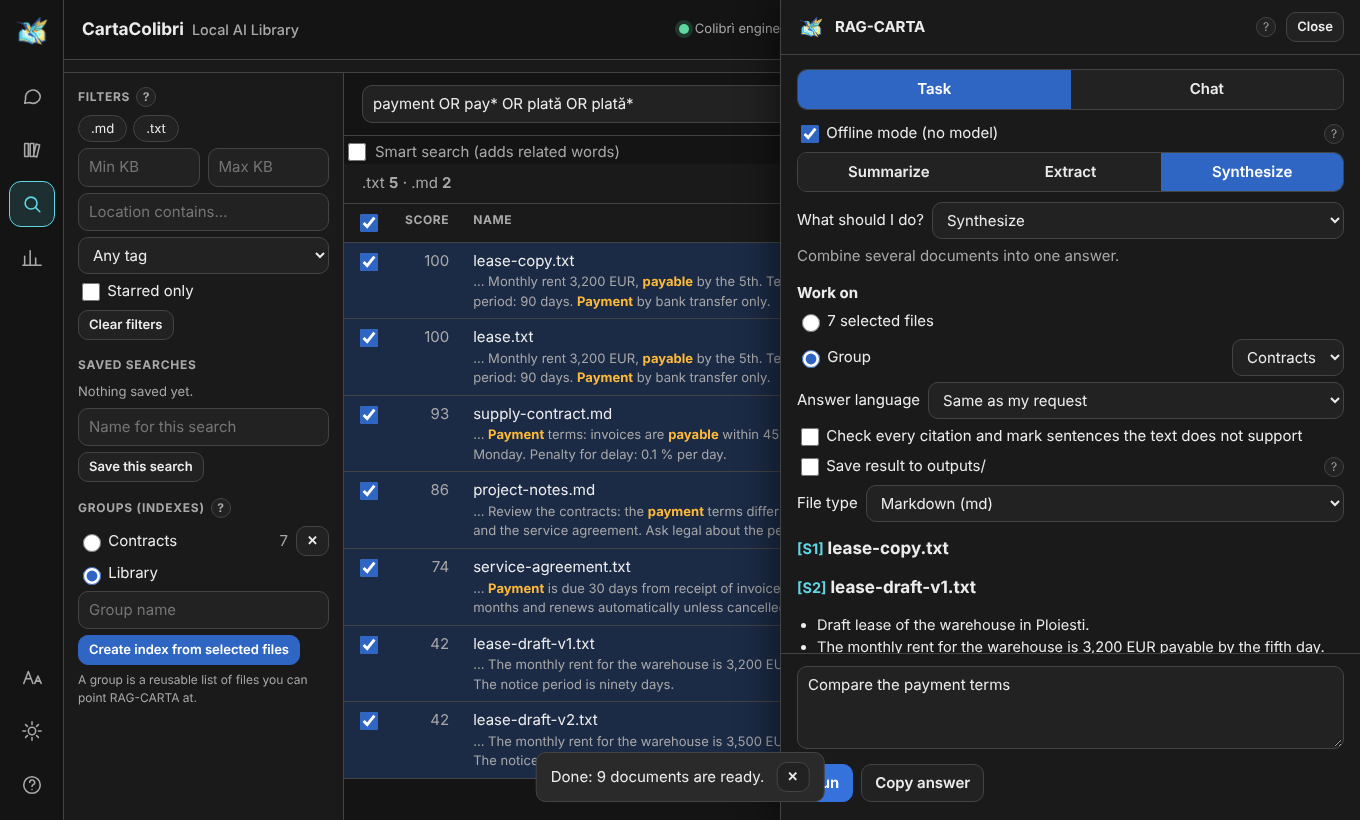 CartaColibri Local AI Library
Colibrì engine
FILTERS ?
.md .txt
Min KB Max KB
Location contains...
Any tag
Starred only
Clear filters
SAVED SEARCHES
Nothing saved yet.
Name for this search
Save this search
GROUPS (INDEXES) ?
Contracts 7 ×
Library
Group name
Create index from selected files
A group is a reusable list of files you can
point RAG-CARTA at.
AA
payment OR pay* OR plată OR plată*
Smart search (adds related words)
.txt 5 · .md 2
SCORE NAME
100 lease-copy.txt
... Monthly rent 3,200 EUR, payable by the 5th.
period: 90 days. Payment by bank transfer only.
100 lease.txt
... Monthly rent 3,200 EUR, payable by the 5th.
period: 90 days. Payment by bank transfer only.
93 supply-contract.md
... Payment terms: invoices are payable within 45
Monday. Penalty for delay: 0.1 % per day.
86 project-notes.md
... Review the contracts: the payment terms differ
and the service agreement. Ask legal about the
74 service-agreement.txt
... Payment is due 30 days from receipt of invoice
months and renews automatically unless
42 lease-draft-v1.txt
... The monthly rent for the warehouse is 3,200
The notice period is ninety days.
42 lease-draft-v2.txt
... The monthly rent for the warehouse is 3,500
The notice
Done: 9 documents are ready. ×
RAG-CARTA ? Close
Task Chat
Offline mode (no model) ?
Summarize Extract Synthesize
What should I do? Synthesize
Combine several documents into one answer.
Work on
7 selected files
Group Contracts
Answer language Same as my request
Check every citation and mark sentences the text does not support
Save result to outputs/ ?
File type Markdown (md)
[S1] lease-copy.txt
[S2] lease-draft-v1.txt
• Draft lease of the warehouse in Ploiesti.
• The monthly rent for the warehouse is 3,200 EUR payable by the fifth day.
Compare the payment terms
Copy answer